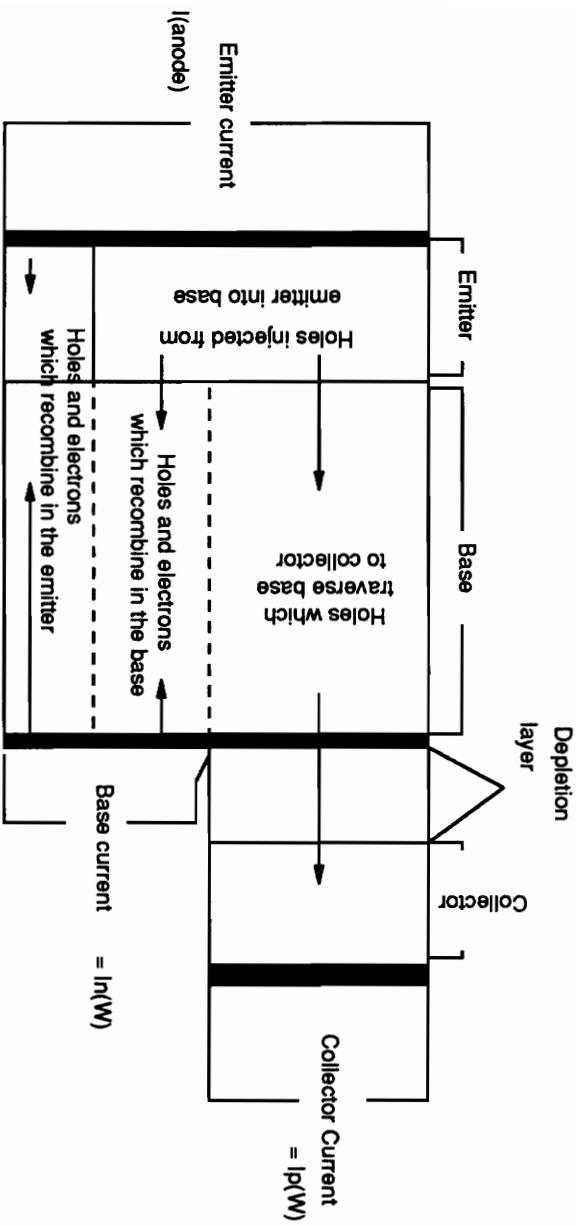 Emitter current
I(anode)
Emitter
Holes injected from
emitter into base
Holes and electrons
which recombine in the emitter
Holes and electrons
which recombine in the base
Base
Holes which
traverse base
to collector
Depletion
layer
Base current = In(W)
Collector
Collector Current
= Ip(W)